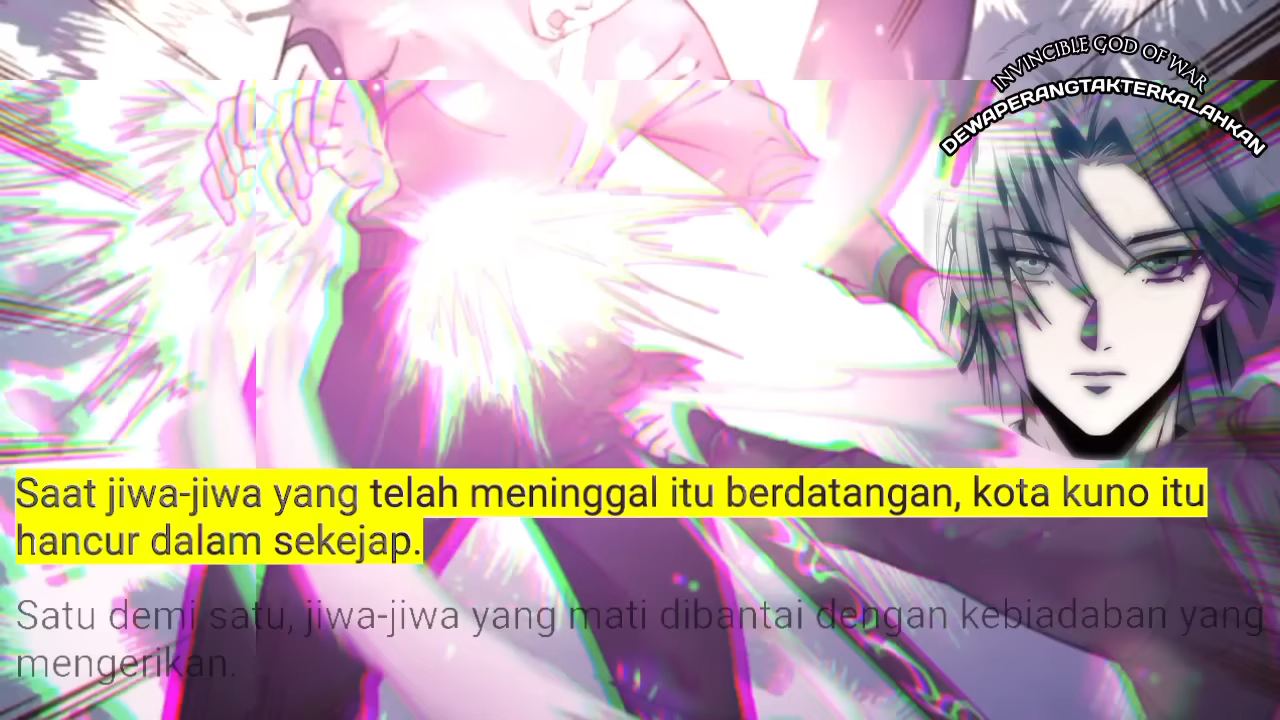 INVINCIBLE GOD OF WAR
DEWAPERANGTAKTERKALAHKAN
Saat jiwa-jiwa yang telah meninggal itu berdatangan, kota kuno itu
hancur dalam sekejap.
Satu demi satu, jiwa-jiwa yang mati dibantai dengan kebiadaban yang
mengerikan.